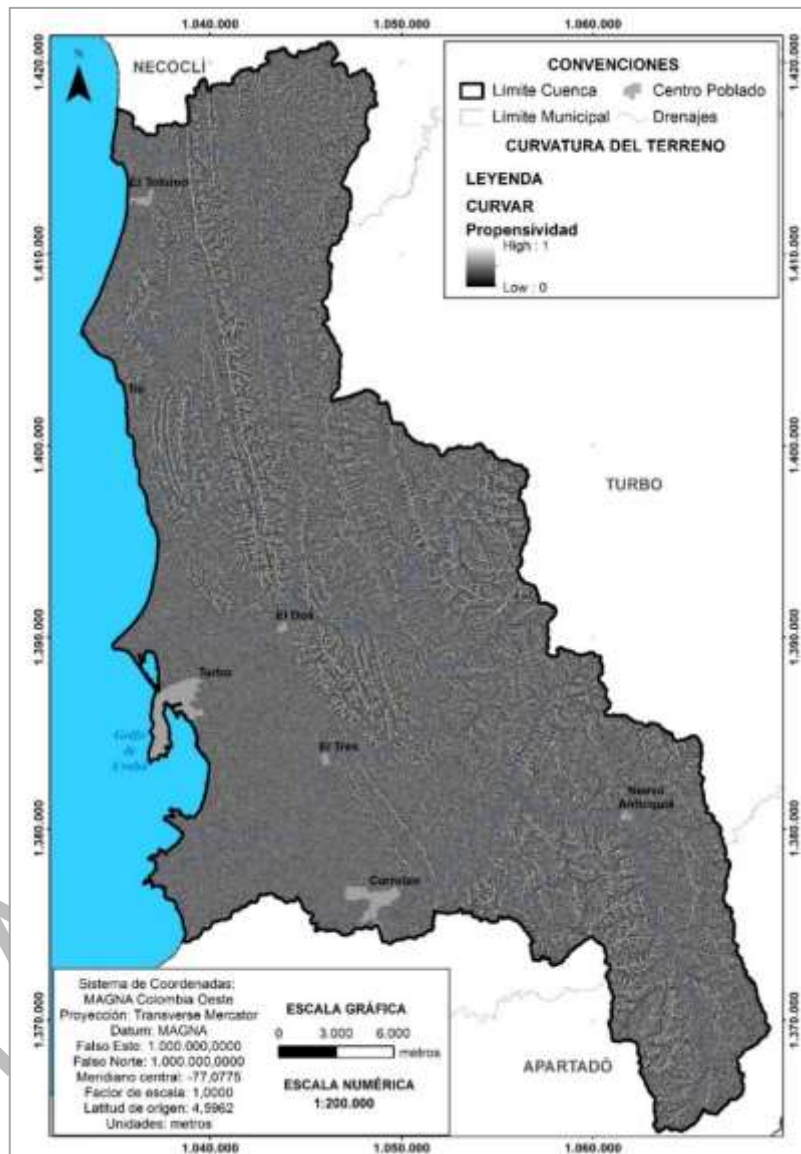 1.040.000
1.050.000
1.060.000
1.420.000
1.410.000
1.400.000
1.390.000
1.380.000
1.370.000
N
NECOCLÍ
CONVENCIONES
Límite Cuenca
Centro Poblado
Límite Municipal
Drenajes
CURVATURA DEL TERRENO
LEYENDA
CURVAR
Propensividad
High : 1
Low : 0
1.420.000
1.410.000
1.400.000
1.390.000
1.380.000
1.370.000
El Totumo
Tie
TURBO
El Dos
Turbo
Golfo
de
Urabá
El Tres
Nueva
Antioquia
Currulao
APARTADÓ
Sistema de Coordenadas:
MAGNA Colombia Oeste
Proyección: Transverse Mercator
Datum: MAGNA
Falso Este: 1.000.000,0000
Falso Norte: 1.000.000,0000
Meridiano central: -77,0775
Factor de escala: 1,0000
Latitud de origen: 4,5962
Unidades: metros
ESCALA GRÁFICA
0 3.000 6.000
metros
ESCALA NUMÉRICA
1:200.000
1.040.000
1.050.000
1.060.000